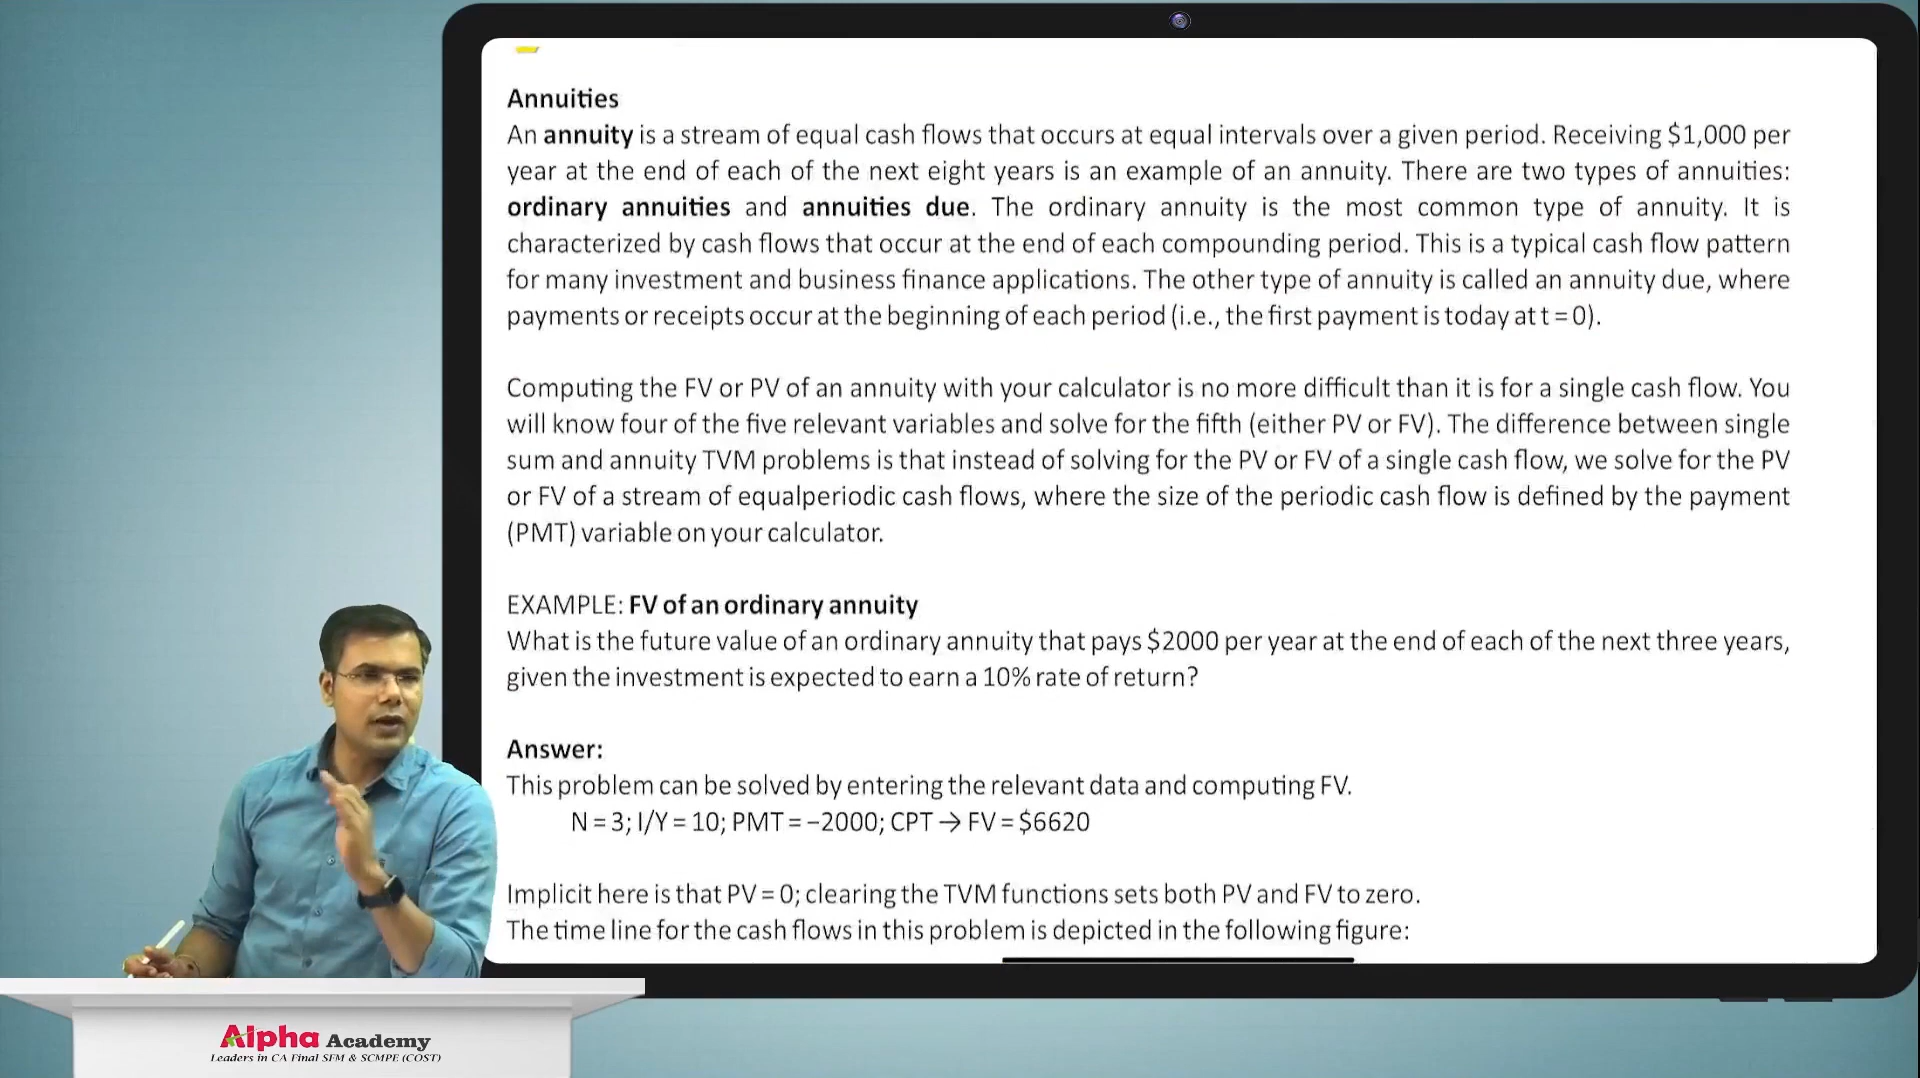 Annuities
An annuity is a stream of equal cash flows that occurs at equal intervals over a given period. Receiving $1,000 per
year at the end of each of the next eight years is an example of an annuity. There are two types of annuities:
ordinary annuities and annuities due. The ordinary annuity is the most common type of annuity. It is
characterized by cash flows that occur at the end of each compounding period. This is a typical cash flow pattern
for many investment and business finance applications. The other type of annuity is called an annuity due, where
payments or receipts occur at the beginning of each period (i.e., the first payment is today at t = 0).
Computing the FV or PV of an annuity with your calculator is no more difficult than it is for a single cash flow. You
will know four of the five relevant variables and solve for the fifth (either PV or FV). The difference between single
sum and annuity TVM problems is that instead of solving for the PV or FV of a single cash flow, we solve for the PV
or FV of a stream of equalperiodic cash flows, where the size of the periodic cash flow is defined by the payment
(PMT) variable on your calculator.
EXAMPLE: FV of an ordinary annuity
What is the future value of an ordinary annuity that pays $2000 per year at the end of each of the next three years,
given the investment is expected to earn a 10% rate of return?
Answer:
This problem can be solved by entering the relevant data and computing FV.
N = 3; I/Y = 10; PMT = −2000; CPT → FV = $6620
Implicit here is that PV = 0; clearing the TVM functions sets both PV and FV to zero.
The time line for the cash flows in this problem is depicted in the following figure:
Alpha Academy
Leaders in CA Final SFM & SCMPE (COST)